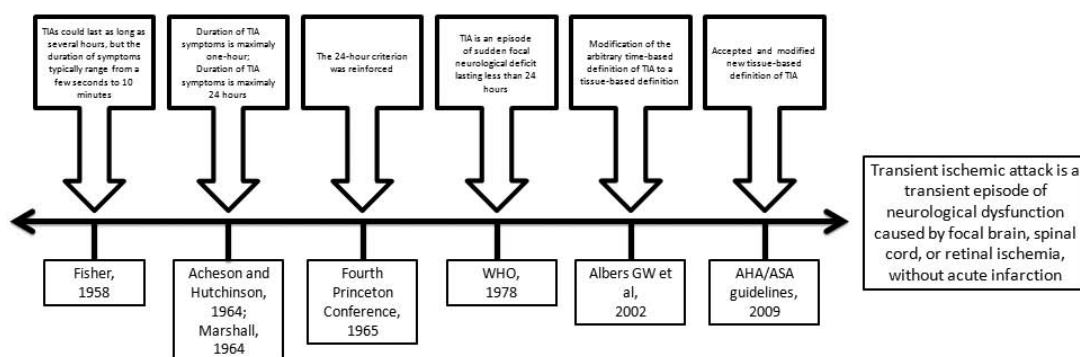 TIAs could last as long as
several hours, but the
duration of symptoms
typically range from a
few seconds to 10
minutes
Duration of TIA
symptoms is maximaly
one-hour;
Duration of TIA
symptoms is maximaly
24 hours
The 24-hour criterion
was reinforced
TIA is an episode
of sudden focal
neurological deficit
lasting less than 24
hours
Modification of the
arbitrary time-based
definition of TIA to a
tissue-based definition
Accepted and modified
new tissue-based
definition of TIA
Fisher,
1958
Acheson and
Hutchinson,
1964;
Marshall,
1964
Fourth
Princeton
Conference,
1965
WHO,
1978
Albers GW et
al,
2002
AHA/ASA
guidelines,
2009
Transient ischemic attack is a
transient episode of
neurological dysfunction
caused by focal brain, spinal
cord, or retinal ischemia,
without acute infarction